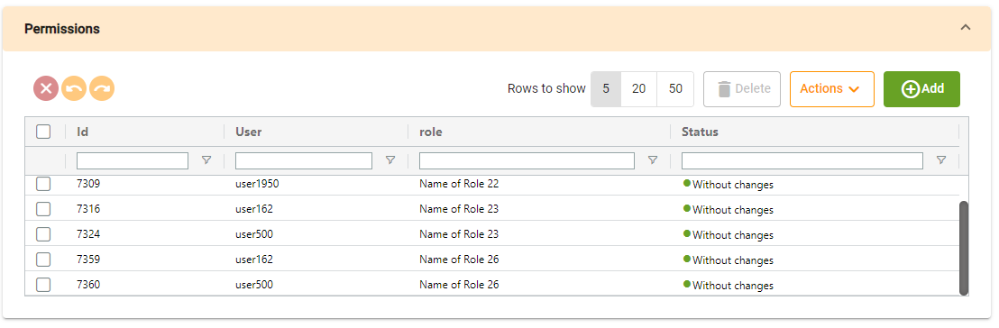 Permissions
Rows to show 5 20 50 Delete Actions Add
Id User role Status
7309 user1950 Name of Role 22 Without changes
7316 user162 Name of Role 23 Without changes
7324 user500 Name of Role 23 Without changes
7359 user162 Name of Role 26 Without changes
7360 user500 Name of Role 26 Without changes